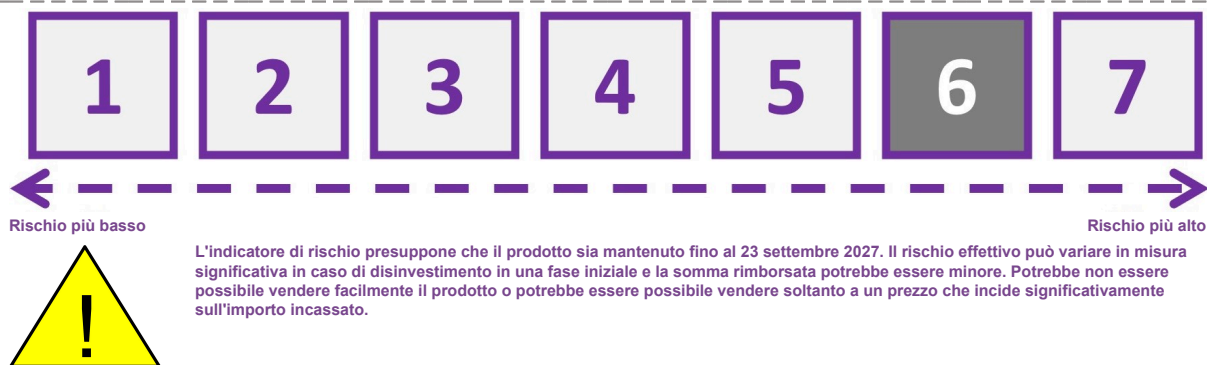 1 2 3 4 5 6 7
Rischio più basso Rischio più alto
L'indicatore di rischio presuppone che il prodotto sia mantenuto fino al 23 settembre 2027. Il rischio effettivo può variare in misura
significativa in caso di disinvestimento in una fase iniziale e la somma rimborsata potrebbe essere minore. Potrebbe non essere
possibile vendere facilmente il prodotto o potrebbe essere possibile vendere soltanto a un prezzo che incide significativamente
sull'importo incassato.
!